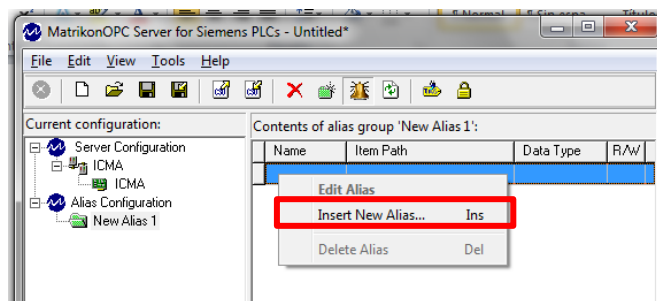 MatrikonOPC Server for Siemens PLCs - Untitled*
File Edit View Tools Help
Current configuration:
Contents of alias group 'New Alias 1':
Server Configuration
ICMA
ICMA
Alias Configuration
New Alias 1
Name Item Path Data Type R/W
Edit Alias
Insert New Alias... Ins
Delete Alias Del